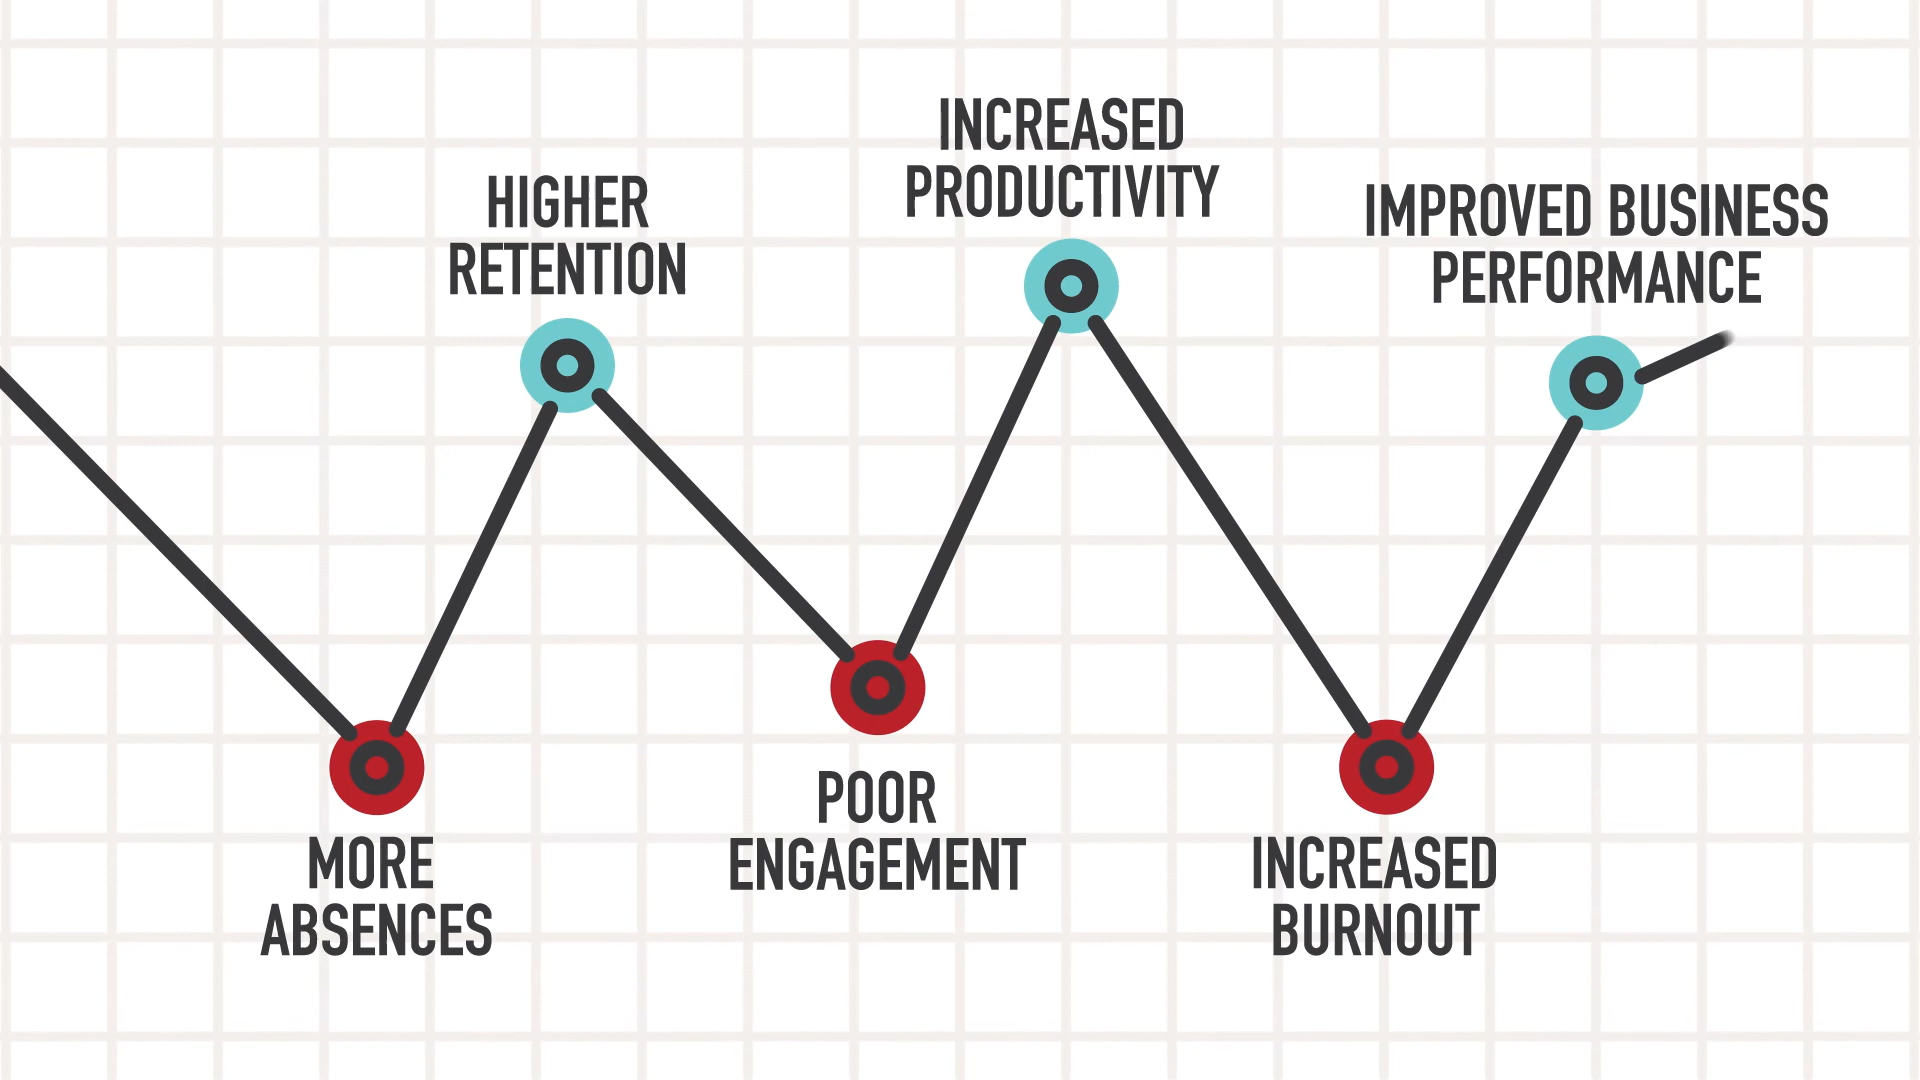 HIGHER
RETENTION
INCREASED
PRODUCTIVITY
IMPROVED BUSINESS
PERFORMANCE
MORE
ABSENCES
POOR
ENGAGEMENT
INCREASED
BURNOUT